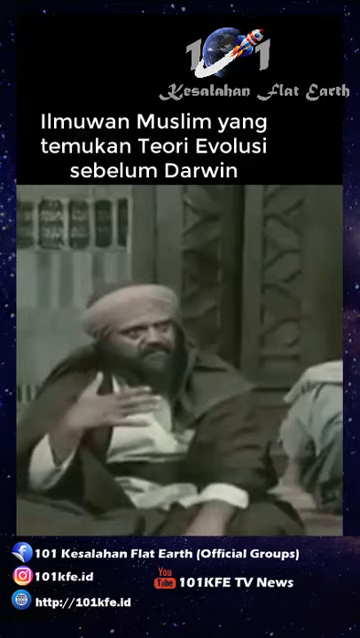 101
Kesalahan Flat Earth
Ilmuwan Muslim yang
temukan Teori Evolusi
sebelum Darwin
101 Kesalahan Flat Earth (Official Groups)
101kfe.id
You Tube 101KFE TV News
http://101kfe.id